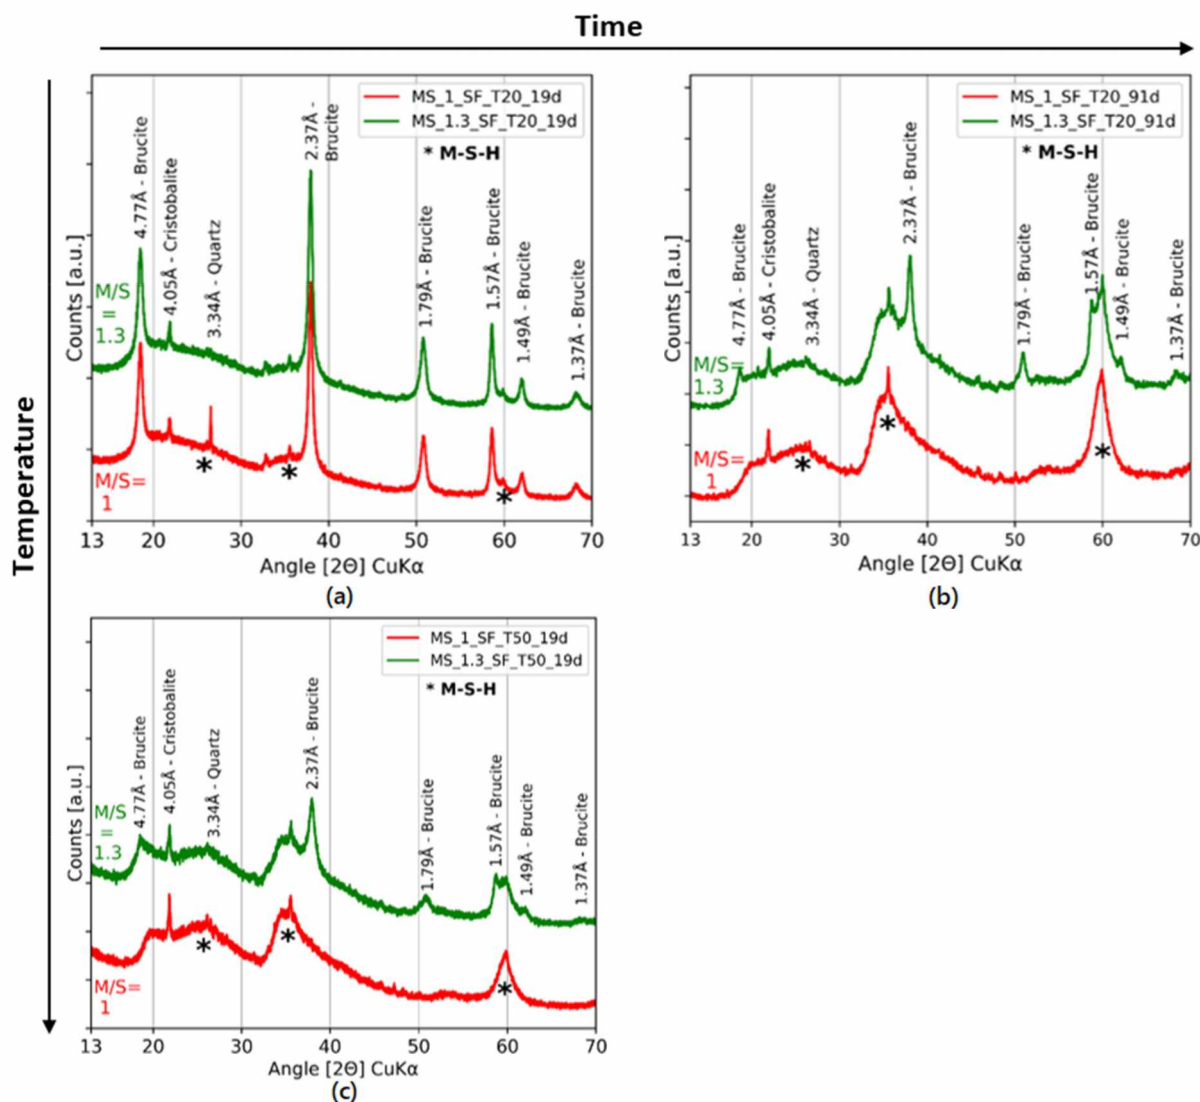 Time
Temperature
MS_1_SF_T20_19d
MS_1.3_SF_T20_19d
* M-S-H
4.77Å - Brucite
4.05Å - Cristobalite
3.34Å - Quartz
2.37Å -
Brucite
1.79Å - Brucite
1.57Å - Brucite
1.49Å - Brucite
1.37Å - Brucite
M/S
=
1.3
M/S=
1
*
*
*
Counts [a.u.]
13 20 30 40 50 60 70
Angle [2Θ] CuKα
(a)
MS_1_SF_T20_91d
MS_1.3_SF_T20_91d
* M-S-H
4.77Å - Brucite
4.05Å - Cristobalite
3.34Å - Quartz
2.37Å - Brucite
1.79Å - Brucite
1.57Å - Brucite
1.49Å - Brucite
1.37Å - Brucite
M/S=
1.3
M/S=
1
*
*
*
Counts [a.u.]
13 20 30 40 50 60 70
Angle [2Θ] CuKα
(b)
MS_1_SF_T50_19d
MS_1.3_SF_T50_19d
* M-S-H
4.77Å - Brucite
4.05Å - Cristobalite
3.34Å - Quartz
2.37Å - Brucite
1.79Å - Brucite
1.57Å - Brucite
1.49Å - Brucite
1.37Å - Brucite
M/S
=
1.3
M/S=
1
*
*
*
Counts [a.u.]
13 20 30 40 50 60 70
Angle [2Θ] CuKα
(c)